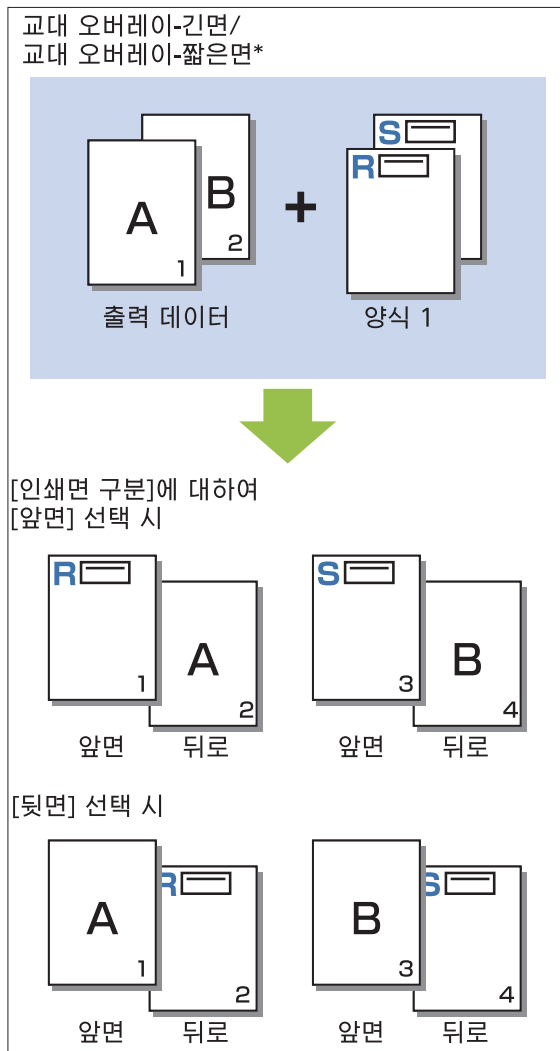 교대 오버레이-긴면/
교대 오버레이-짧은면*
A
1
B
2
+
R
S
출력 데이터
양식 1
[인쇄면 구분]에 대하여
[앞면] 선택 시
R
1
A
2
S
3
B
4
앞면
뒤로
앞면
뒤로
[뒷면] 선택 시
A
1
R
2
B
3
S
4
앞면
뒤로
앞면
뒤로